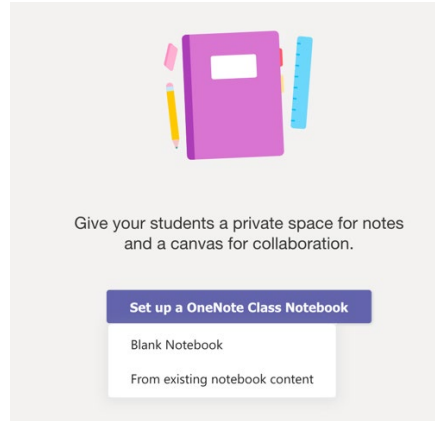 Give your students a private space for notes
and a canvas for collaboration.
Set up a OneNote Class Notebook
Blank Notebook
From existing notebook content